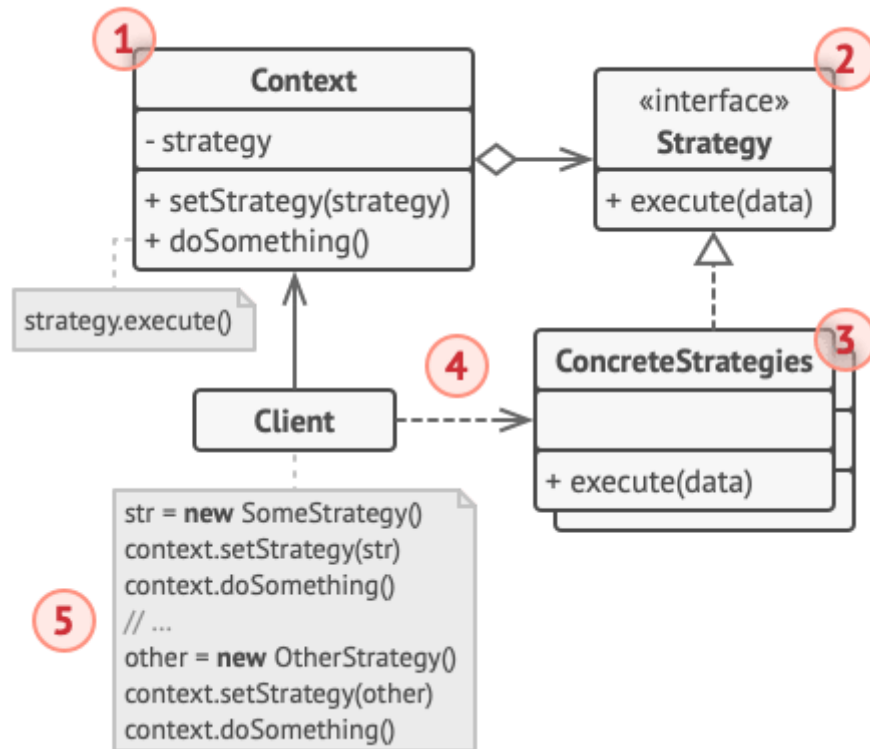 1
Context
- strategy
+ setStrategy(strategy)
+ doSomething()
2
«interface»
Strategy
+ execute(data)
strategy.execute()
3
ConcreteStrategies
+ execute(data)
4
Client
5
str = new SomeStrategy()
context.setStrategy(str)
context.doSomething()
// ...
other = new OtherStrategy()
context.setStrategy(other)
context.doSomething()